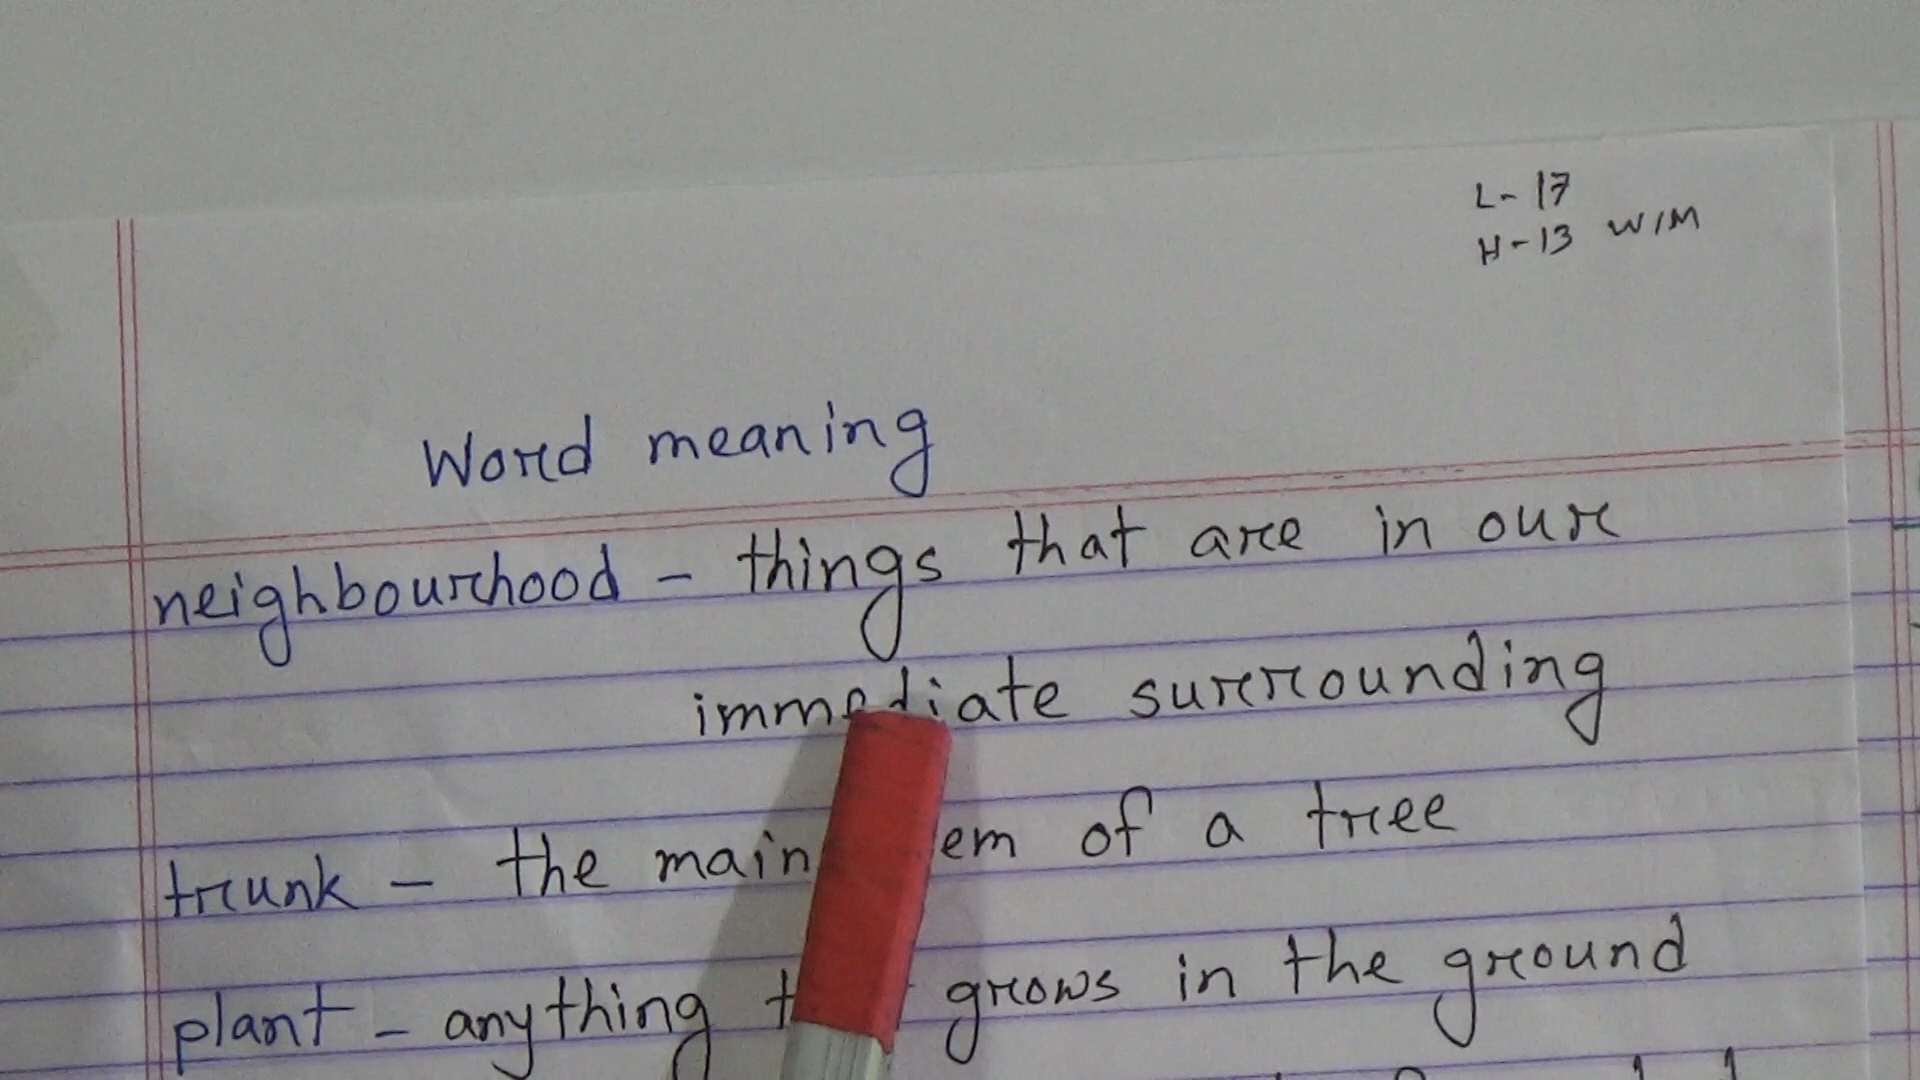 L- 17
H-13 W/M
Word meaning
neighbourhood - things that are in our
immediate surrounding
trunk - the main of a tree
plant - anything grows in the ground